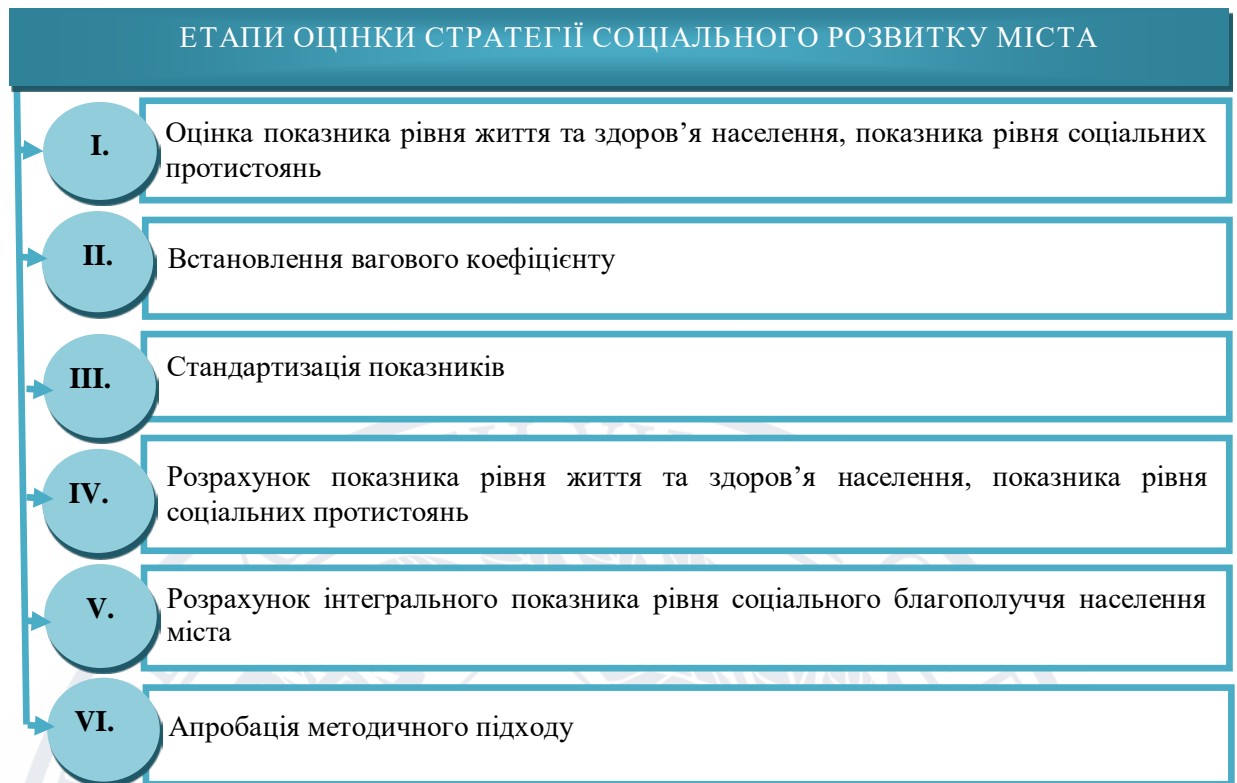 ЕТАПИ ОЦІНКИ СТРАТЕГІЇ СОЦІАЛЬНОГО РОЗВИТКУ МІСТА
I.
Оцінка показника рівня життя та здоров’я населення, показника рівня соціальних
протистоянь
II.
Встановлення вагового коефіцієнту
III.
Стандартизація показників
IV.
Розрахунок показника рівня життя та здоров’я населення, показника рівня
соціальних протистоянь
V.
Розрахунок інтегрального показника рівня соціального благополуччя населення
міста
VI.
Апробація методичного підходу